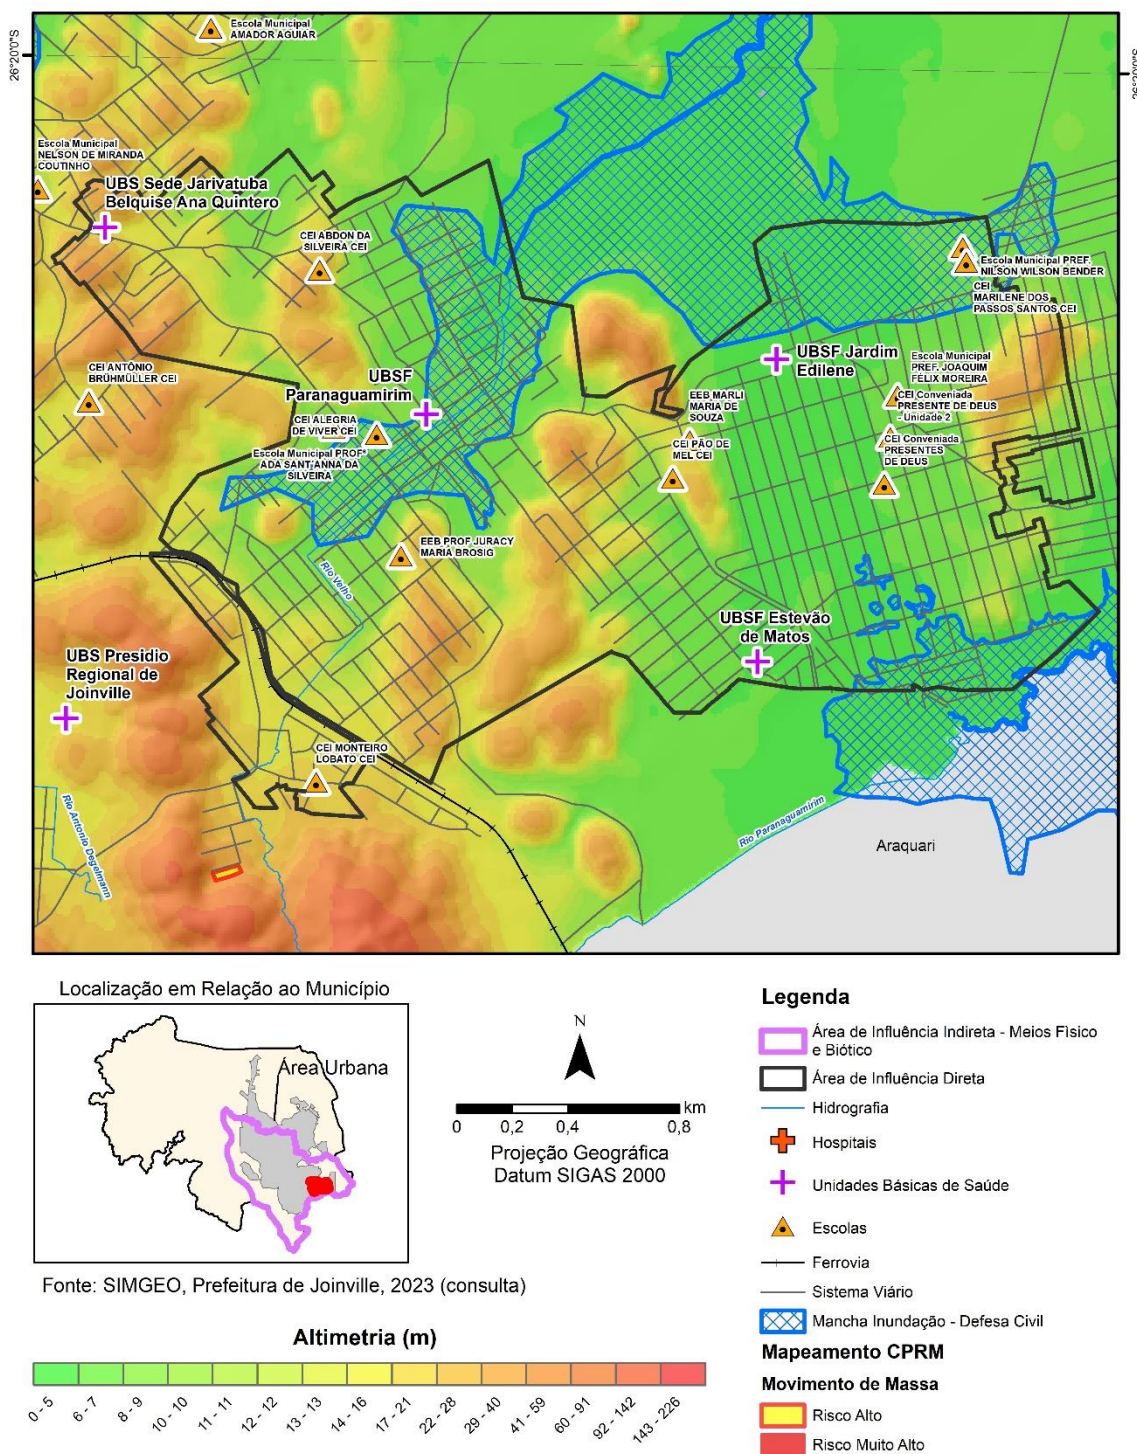 Escola Municipal
AMADOR AGUIAR
26°20'0"S
26°20'0"S
Escola Municipal
NELSON DE MIRANDA
COUTINHO
UBS Sede Jarivatuba
Belquise Ana Quintero
CEI ABDON DA
SILVEIRA CEI
Escola Municipal PREF.
NILSON WILSON BENDER
CEI
MARILENE DOS
PASSOS SANTOS CEI
UBSF Jardim
Edilene
Escola Municipal
PREF. JOAQUIM
FÉLIX MOREIRA
CEI ANTÔNIO
BRÜHMÜLLER CEI
UBSF
Paranaguamirim
EEB MARLI
MARIA DE
SOUZA
CEI Conveniada
PRESENTE DE DEUS
- Unidade 2
CEI ALEGRIA
DE VIVER CEI
CEI PÃO DE
MEL CEI
CEI Conveniada
PRESENTES
DE DEUS
Escola Municipal PROFª
ADA SANT'ANNA DA
SILVEIRA
EEB PROF JURACY
MARIA BROSIG
Rio Velho
UBSF Estevão
de Matos
UBS Presidio
Regional de
Joinville
CEI MONTEIRO
LOBATO CEI
Rio Antonio Degelmann
Rio Paranaguamirim
Araquari
Localização em Relação ao Município
Área Urbana
Fonte: SIMGEO, Prefeitura de Joinville, 2023 (consulta)
N
km
0 0,2 0,4 0,8
Projeção Geográfica
Datum SIGAS 2000
Altimetria (m)
0 - 5
6 - 7
8 - 9
10 - 10
11 - 11
12 - 12
13 - 13
14 - 16
17 - 21
22 - 28
29 - 40
41 - 59
60 - 91
92 - 142
143 - 226
Legenda
Área de Influência Indireta - Meios Fìsico
e Biótico
Área de Influência Direta
Hidrografia
Hospitais
Unidades Básicas de Saúde
Escolas
Ferrovia
Sistema Viário
Mancha Inundação - Defesa Civil
Mapeamento CPRM
Movimento de Massa
Risco Alto
Risco Muito Alto